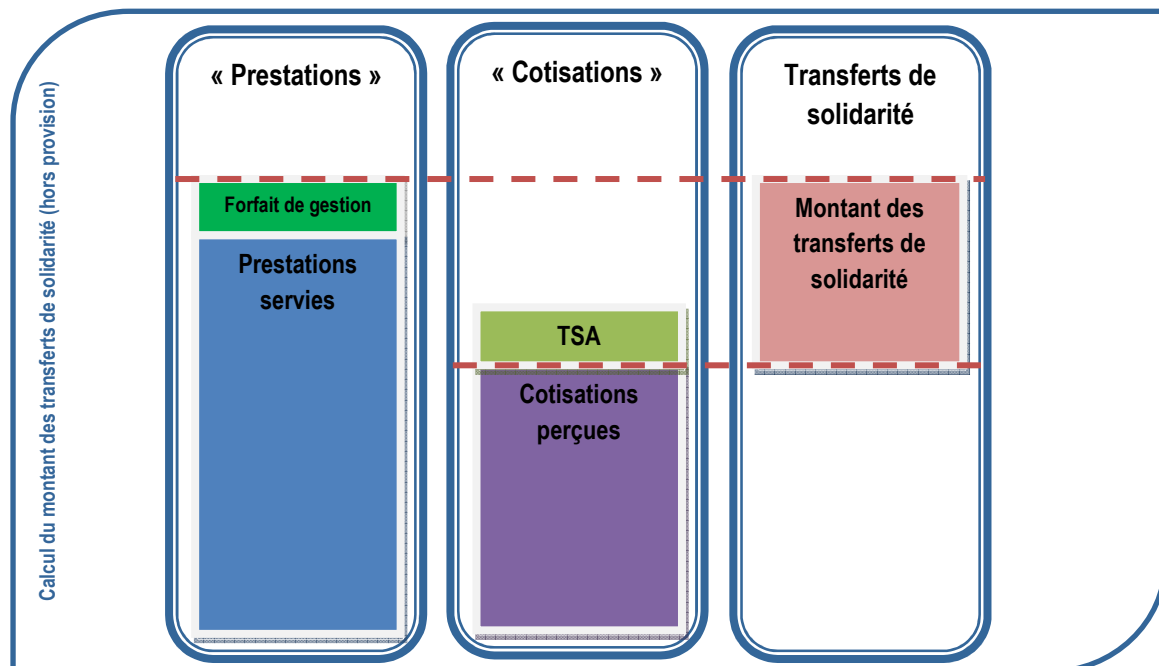 Calcul du montant des transferts de solidarité (hors provision)
« Prestations »
Forfait de gestion
Prestations
servies
« Cotisations »
TSA
Cotisations
perçues
Transferts de
solidarité
Montant des
transferts de
solidarité